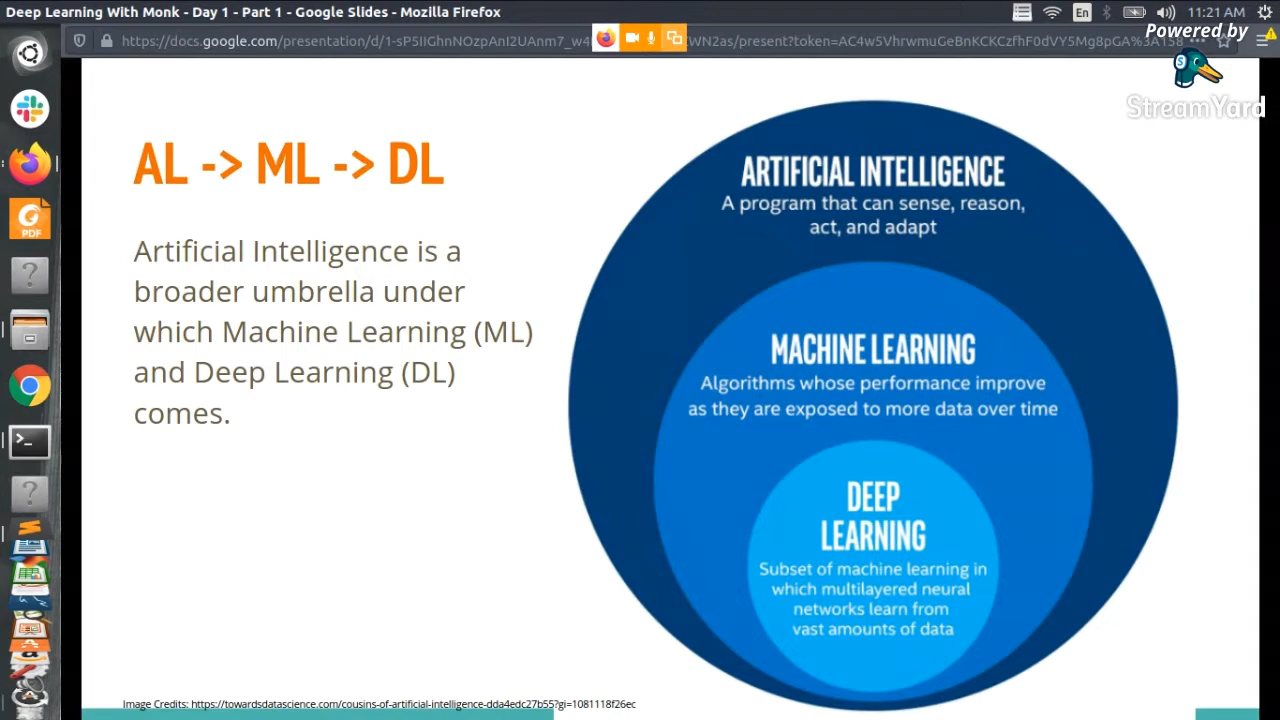 Deep Learning With Monk - Day 1 - Part 1 - Google Slides - Mozilla Firefox
En
11:21 AM
Powered by
StreamYard
AL -> ML -> DL
Artificial Intelligence is a
broader umbrella under
which Machine Learning (ML)
and Deep Learning (DL)
comes.
ARTIFICIAL INTELLIGENCE
A program that can sense, reason,
act, and adapt
MACHINE LEARNING
Algorithms whose performance improve
as they are exposed to more data over time
DEEP
LEARNING
Subset of machine learning in
which multilayered neural
networks learn from
vast amounts of data
PDF
Image Credits: https://towardsdatascience.com/cousins-of-artificial-intelligence-dda4edc27b55?gi=1081118f26ec